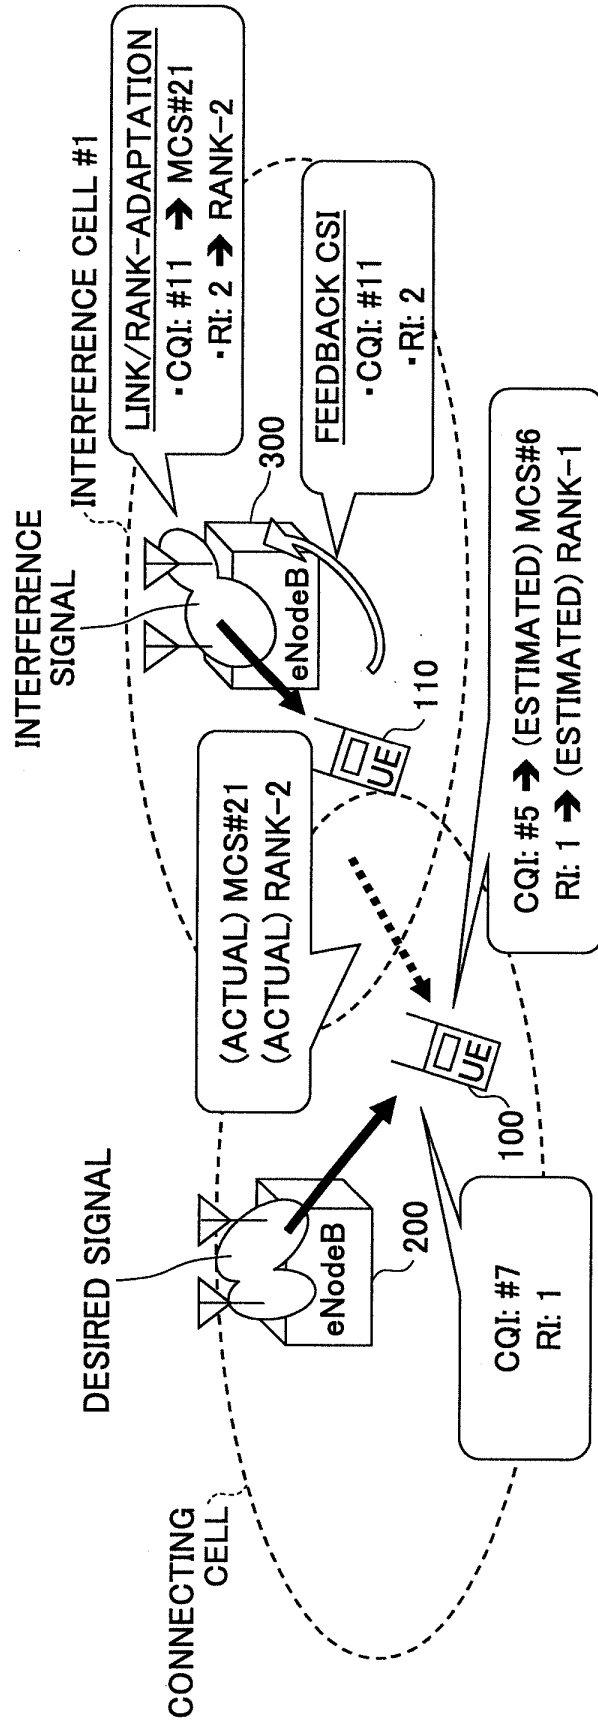 CONNECTING
CELL
DESIRED SIGNAL
eNodeB
200
CQI: #7
RI: 1
UE
100
(ACTUAL) MCS#21
(ACTUAL) RANK-2
CQI: #5 ➔ (ESTIMATED) MCS#6
RI: 1 ➔ (ESTIMATED) RANK-1
INTERFERENCE
SIGNAL
INTERFERENCE CELL #1
eNodeB
300
UE
110
LINK/RANK-ADAPTATION
・CQI: #11 ➔ MCS#21
・RI: 2 ➔ RANK-2
FEEDBACK CSI
・CQI: #11
・RI: 2